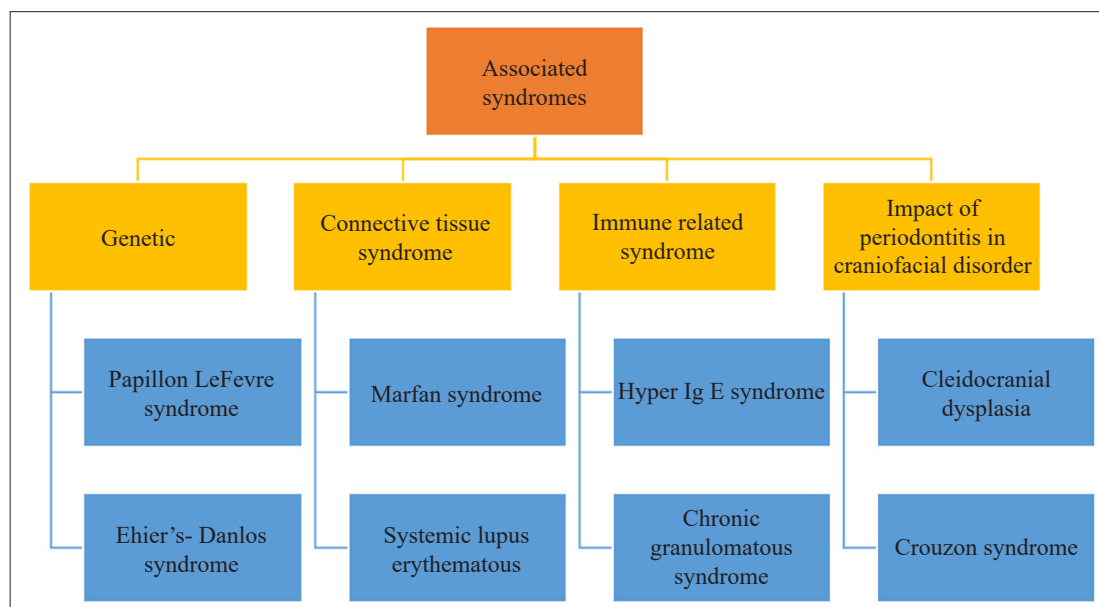 Associated
syndromes
Genetic
Connective tissue
syndrome
Immune related
syndrome
Impact of
periodontitis in
craniofacial disorder
Papillon LeFevre
syndrome
Marfan syndrome
Hyper Ig E syndrome
Cleidocranial
dysplasia
Ehier’s- Danlos
syndrome
Systemic lupus
erythematous
Chronic
granulomatous
syndrome
Crouzon syndrome